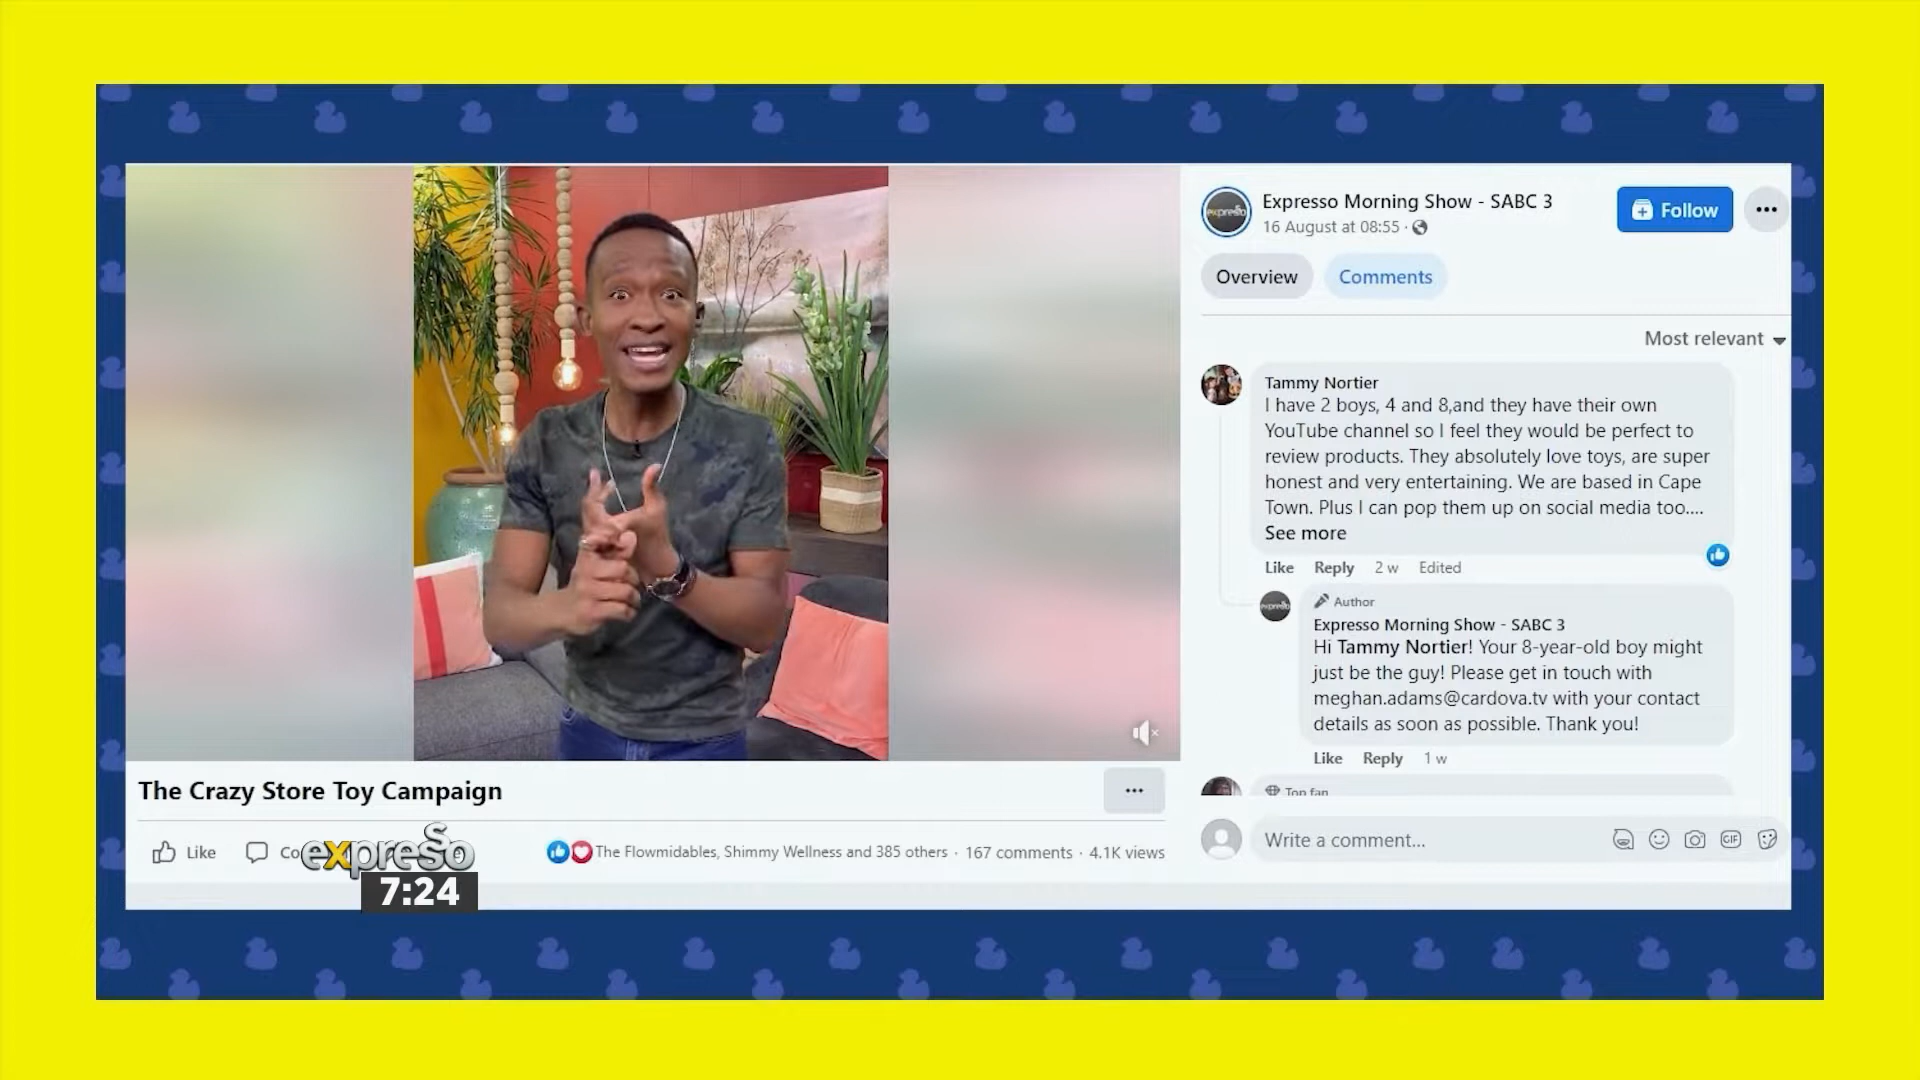 Expresso Morning Show - SABC 3
16 August at 08:55 ·
Follow
Overview
Comments
Most relevant
Tammy Nortier
I have 2 boys, 4 and 8,and they have their own
YouTube channel so I feel they would be perfect to
review products. They absolutely love toys, are super
honest and very entertaining. We are based in Cape
Town. Plus I can pop them up on social media too....
See more
Like Reply 2 w Edited
Author
Expresso Morning Show - SABC 3
Hi Tammy Nortier! Your 8-year-old boy might
just be the guy! Please get in touch with
meghan.adams@cardova.tv with your contact
details as soon as possible. Thank you!
Like Reply 1 w
Top fan
Write a comment...
GIF
The Crazy Store Toy Campaign
Like
The Flowmidables, Shimmy Wellness and 385 others · 167 comments · 4.1K views
expresso
7:24